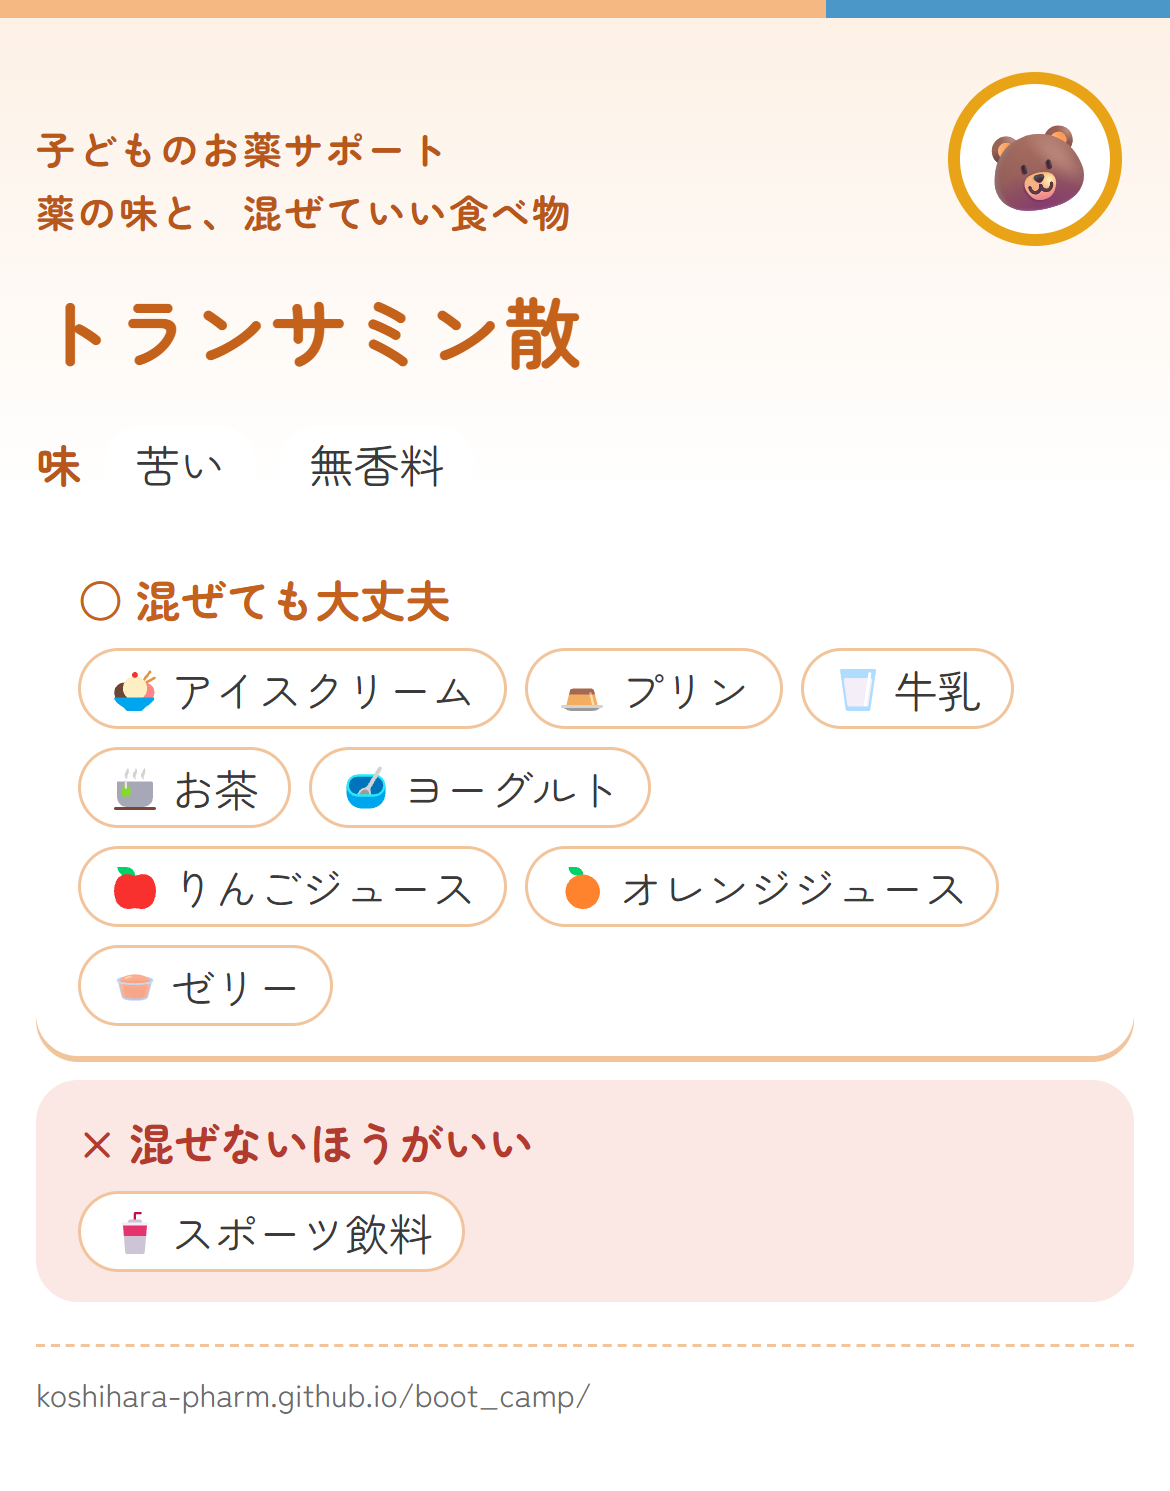 子どものお薬サポート
薬の味と、混ぜていい食べ物
トランサミン散
味 苦い 無香料
○ 混ぜても大丈夫
アイスクリーム プリン 牛乳
お茶 ヨーグルト
りんごジュース オレンジジュース
ゼリー
× 混ぜないほうがいい
スポーツ飲料
koshihara-pharm.github.io/boot_camp/